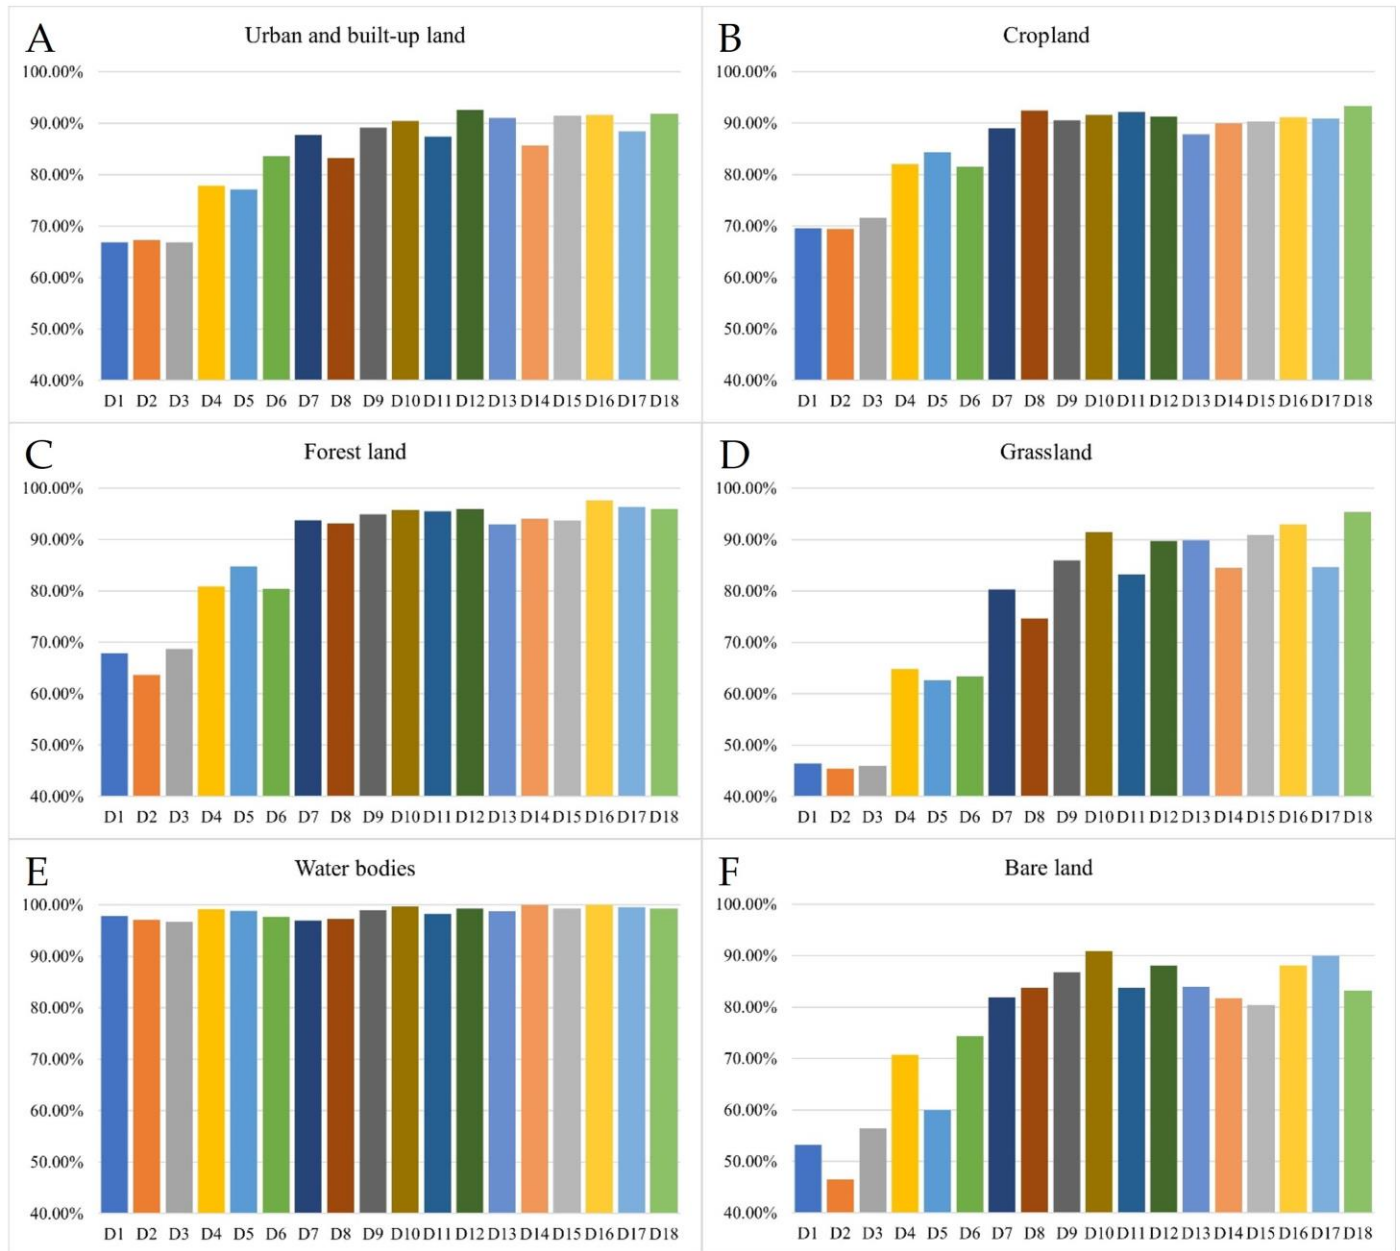 A
Urban and built-up land
100.00%
90.00%
80.00%
70.00%
60.00%
50.00%
40.00%
D1 D2 D3 D4 D5 D6 D7 D8 D9 D10 D11 D12 D13 D14 D15 D16 D17 D18
B
Cropland
100.00%
90.00%
80.00%
70.00%
60.00%
50.00%
40.00%
D1 D2 D3 D4 D5 D6 D7 D8 D9 D10 D11 D12 D13 D14 D15 D16 D17 D18
C
Forest land
100.00%
90.00%
80.00%
70.00%
60.00%
50.00%
40.00%
D1 D2 D3 D4 D5 D6 D7 D8 D9 D10 D11 D12 D13 D14 D15 D16 D17 D18
D
Grassland
100.00%
90.00%
80.00%
70.00%
60.00%
50.00%
40.00%
D1 D2 D3 D4 D5 D6 D7 D8 D9 D10 D11 D12 D13 D14 D15 D16 D17 D18
E
Water bodies
100.00%
90.00%
80.00%
70.00%
60.00%
50.00%
40.00%
D1 D2 D3 D4 D5 D6 D7 D8 D9 D10 D11 D12 D13 D14 D15 D16 D17 D18
F
Bare land
100.00%
90.00%
80.00%
70.00%
60.00%
50.00%
40.00%
D1 D2 D3 D4 D5 D6 D7 D8 D9 D10 D11 D12 D13 D14 D15 D16 D17 D18